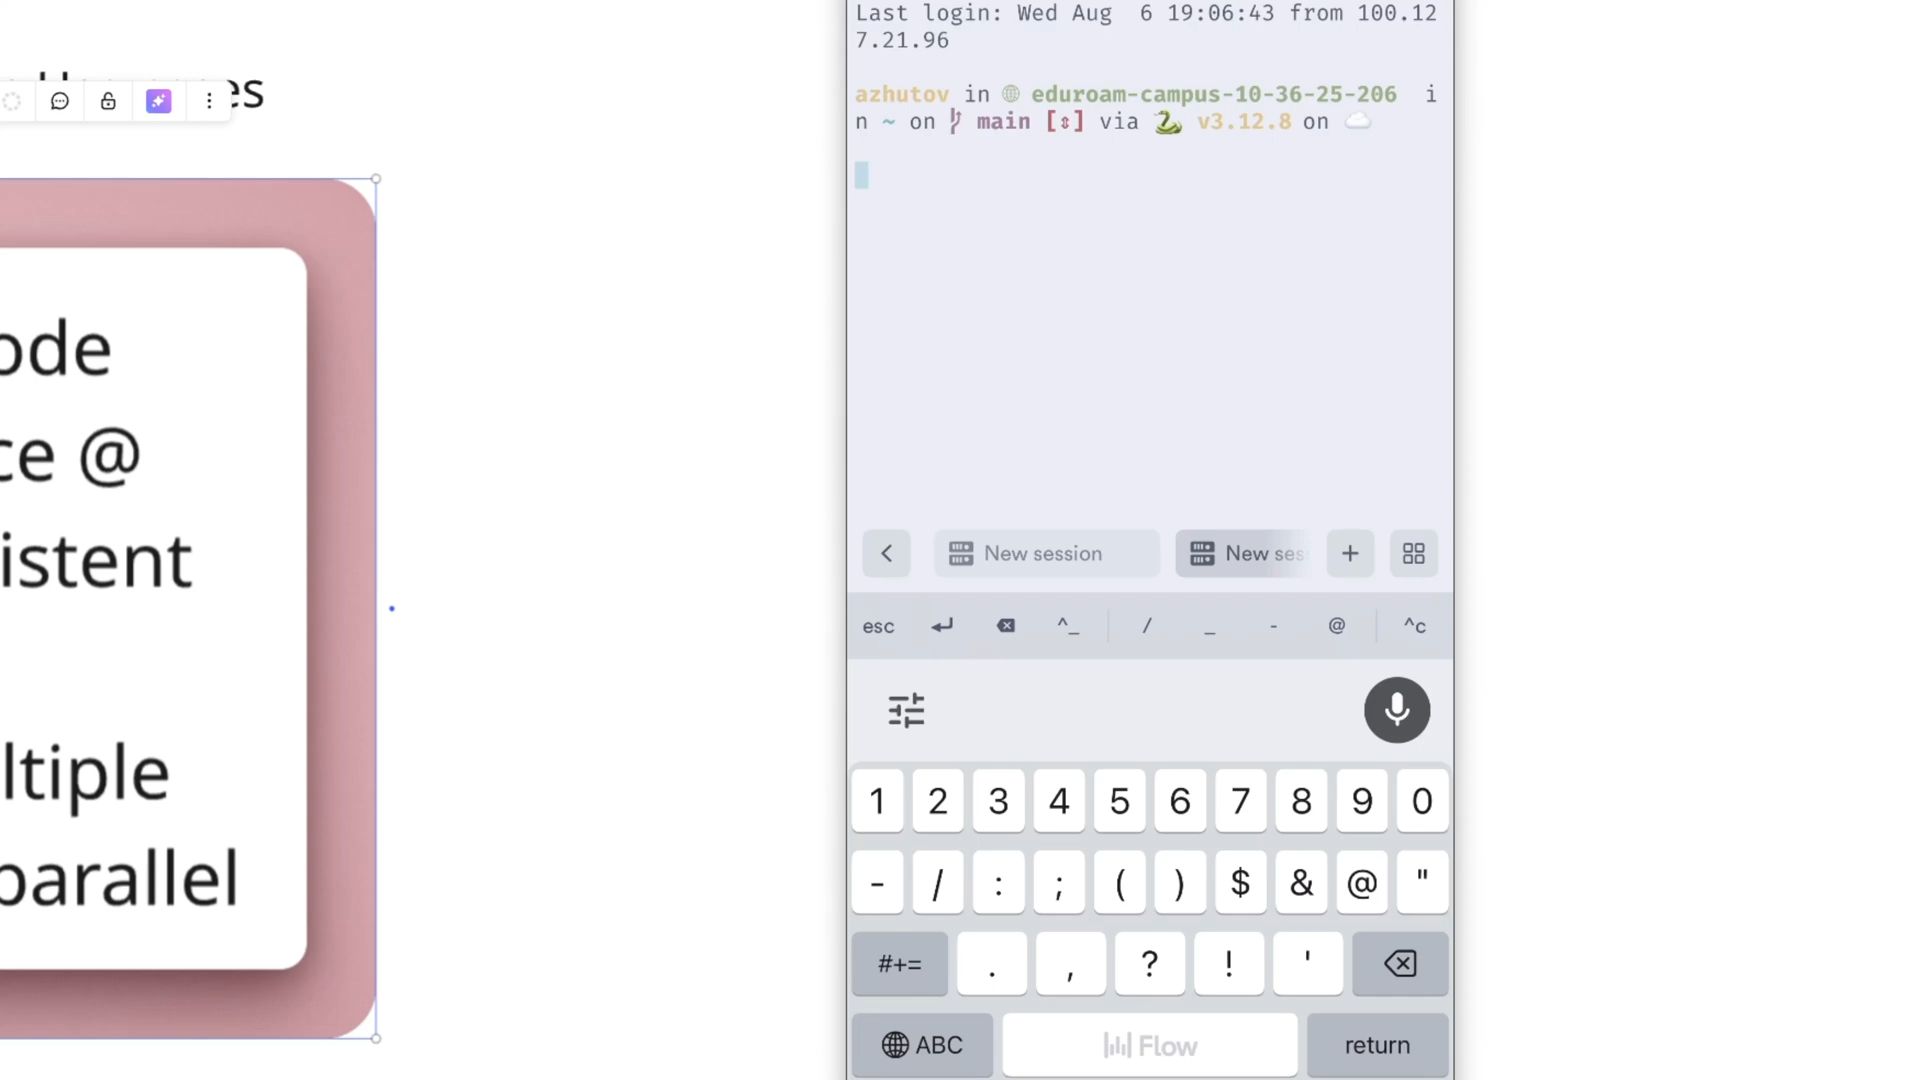 es
ode
ce @
istent
ltiple
parallel
Last login: Wed Aug 6 19:06:43 from 100.12
7.21.96
azhutov in 🌐 eduroam-campus-10-36-25-206 i
n ~ on main [⇕] via 🐍 v3.12.8 on ☁️
New session
New ses
+
esc ^_ / _ - @ ^c
1 2 3 4 5 6 7 8 9 0
- / : ; ( ) $ & @ "
#+= . , ? ! '
ABC Flow return